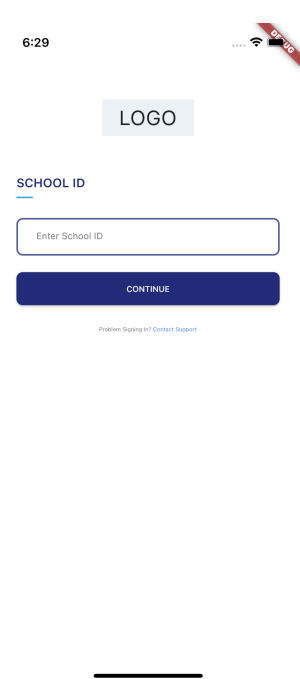 6:29
DEBUG
LOGO
SCHOOL ID
Enter School ID
CONTINUE
Problem Signing In? Contact Support